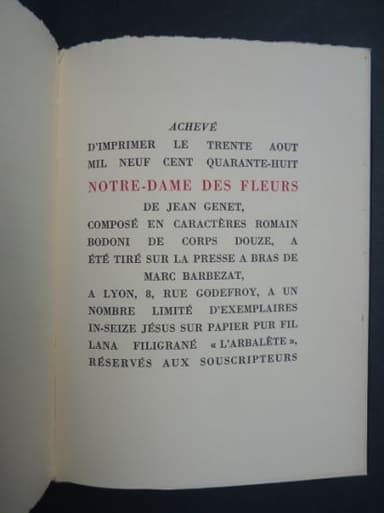 ACHEVÉ
D'IMPRIMER LE TRENTE AOUT
MIL NEUF CENT QUARANTE-HUIT
NOTRE-DAME DES FLEURS
DE JEAN GENET,
COMPOSÉ EN CARACTÈRES ROMAIN
BODONI DE CORPS DOUZE, A
ÉTÉ TIRÉ SUR LA PRESSE A BRAS DE
MARC BARBEZAT,
A LYON, 8, RUE GODEFROY, A UN
NOMBRE LIMITÉ D'EXEMPLAIRES
IN-SEIZE JÉSUS SUR PAPIER PUR FIL
LANA FILIGRANÉ « L'ARBALÊTE »,
RÉSERVÉS AUX SOUSCRIPTEURS